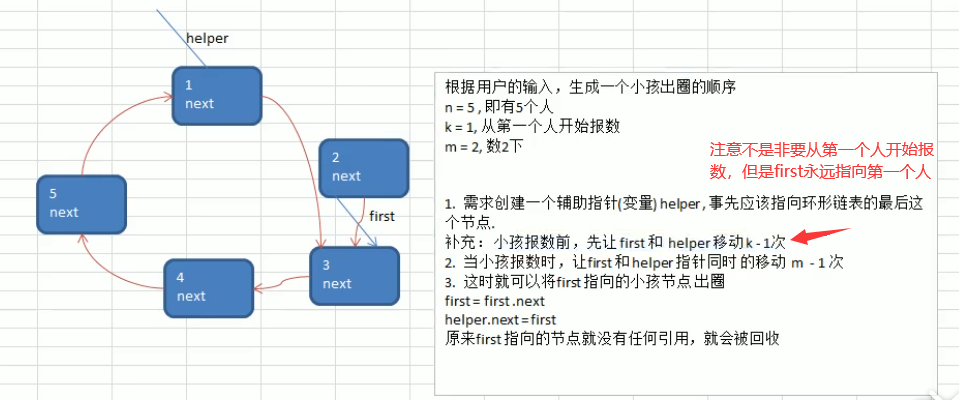 helper
1
next
2
next
first
5
next
3
next
4
next
根据用户的输入，生成一个小孩出圈的顺序
n = 5 , 即有5个人
k = 1, 从第一个人开始报数
m = 2, 数2下
注意不是非要从第一个人开始报
数，但是first永远指向第一个人
1. 需求创建一个辅助指针(变量) helper , 事先应该指向环形链表的最后这
个节点.
补充：小孩报数前，先让 first 和 helper 移动 k - 1次
2. 当小孩报数时，让first 和 helper 指针同时 的移动 m - 1 次
3. 这时就可以将first 指向的小孩节点 出圈
first = first .next
helper.next = first
原来first 指向的节点就没有任何引用，就会被回收